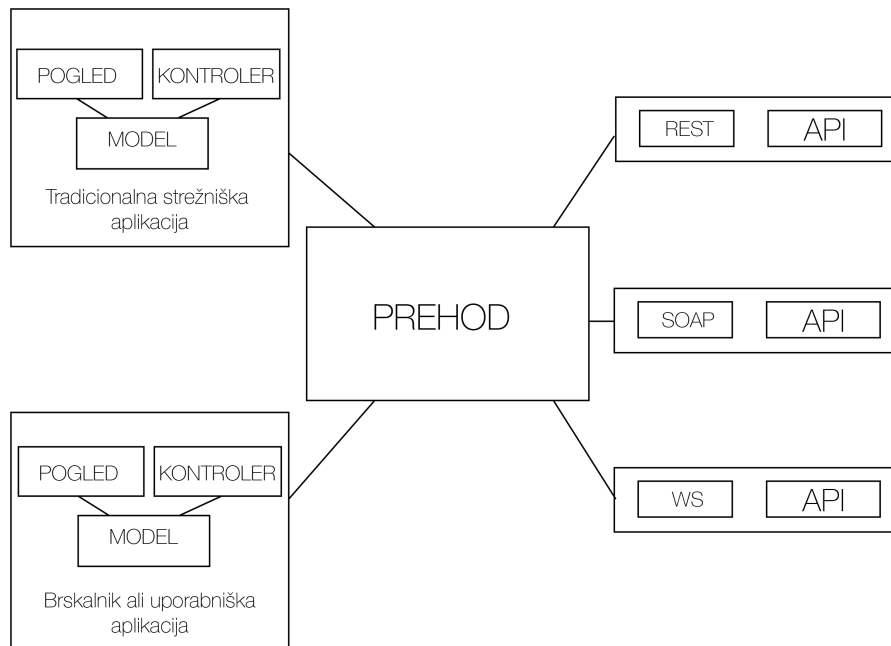 POGLED
KONTROLER
MODEL
Tradicionalna strežniška
aplikacija
PREHOD
REST
API
SOAP
API
WS
API
POGLED
KONTROLER
MODEL
Brskalnik ali uporabniška
aplikacija